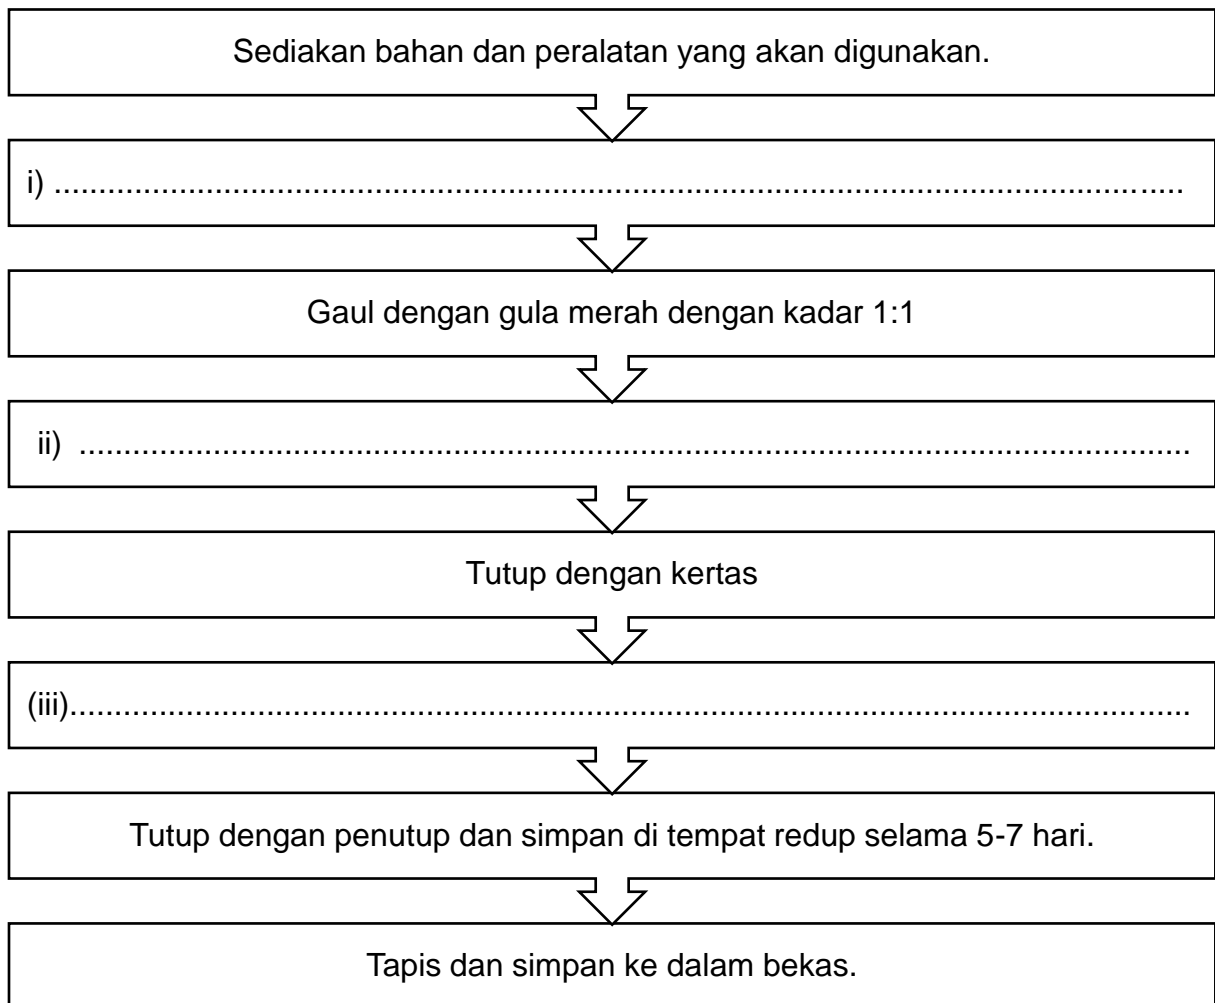 Sediakan bahan dan peralatan yang akan digunakan.
i) ................................................................................................................................
Gaul dengan gula merah dengan kadar 1:1
ii) ..............................................................................................................................
Tutup dengan kertas
(iii)...............................................................................................................................
Tutup dengan penutup dan simpan di tempat redup selama 5-7 hari.
Tapis dan simpan ke dalam bekas.